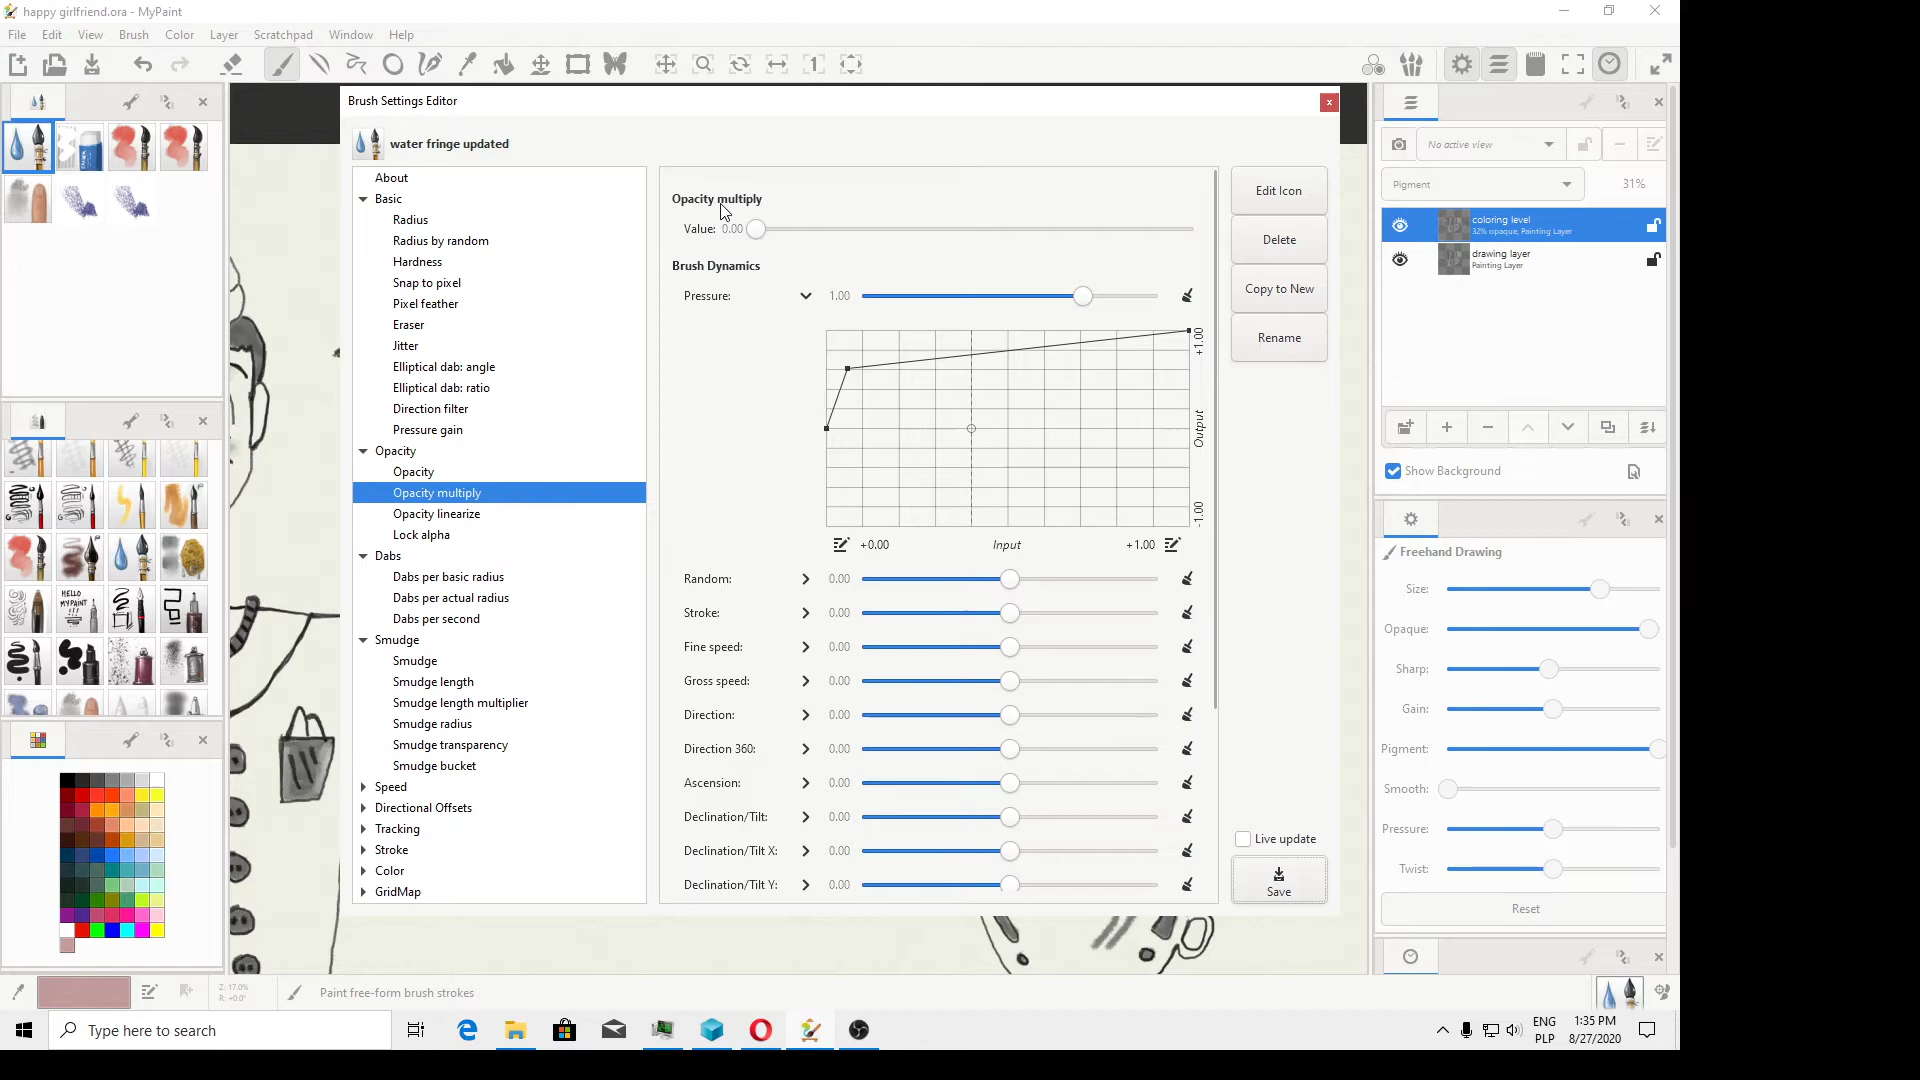 happy girlfriend.ora - MyPaint
File Edit View Brush Color Layer Scratchpad Window Help
Brush Settings Editor
water fringe updated
About
Basic
Radius
Radius by random
Hardness
Snap to pixel
Pixel feather
Eraser
Jitter
Elliptical dab: angle
Elliptical dab: ratio
Direction filter
Pressure gain
Opacity
Opacity
Opacity multiply
Opacity linearize
Lock alpha
Dabs
Dabs per basic radius
Dabs per actual radius
Dabs per second
Smudge
Smudge
Smudge length
Smudge length multiplier
Smudge radius
Smudge transparency
Smudge bucket
Speed
Directional Offsets
Tracking
Stroke
Color
GridMap
Opacity multiply
Value: 0.00
Brush Dynamics
Pressure: 1.00
+1.00
Output
-1.00
+0.00 Input +1.00
Random: 0.00
Stroke: 0.00
Fine speed: 0.00
Gross speed: 0.00
Direction: 0.00
Direction 360: 0.00
Ascension: 0.00
Declination/Tilt: 0.00
Declination/Tilt X: 0.00
Declination/Tilt Y: 0.00
Edit Icon
Delete
Copy to New
Rename
Live update
Save
No active view
Pigment 31%
coloring level
32% opaque, Painting Layer
drawing layer
Painting Layer
Show Background
Freehand Drawing
Size:
Opaque:
Sharp:
Gain:
Pigment:
Smooth:
Pressure:
Twist:
Reset
HELLO
MY PAINT
!!!
Z: 17.0%
R: +0.0°
Paint free-form brush strokes
Type here to search
ENG
PLP
1:35 PM
8/27/2020